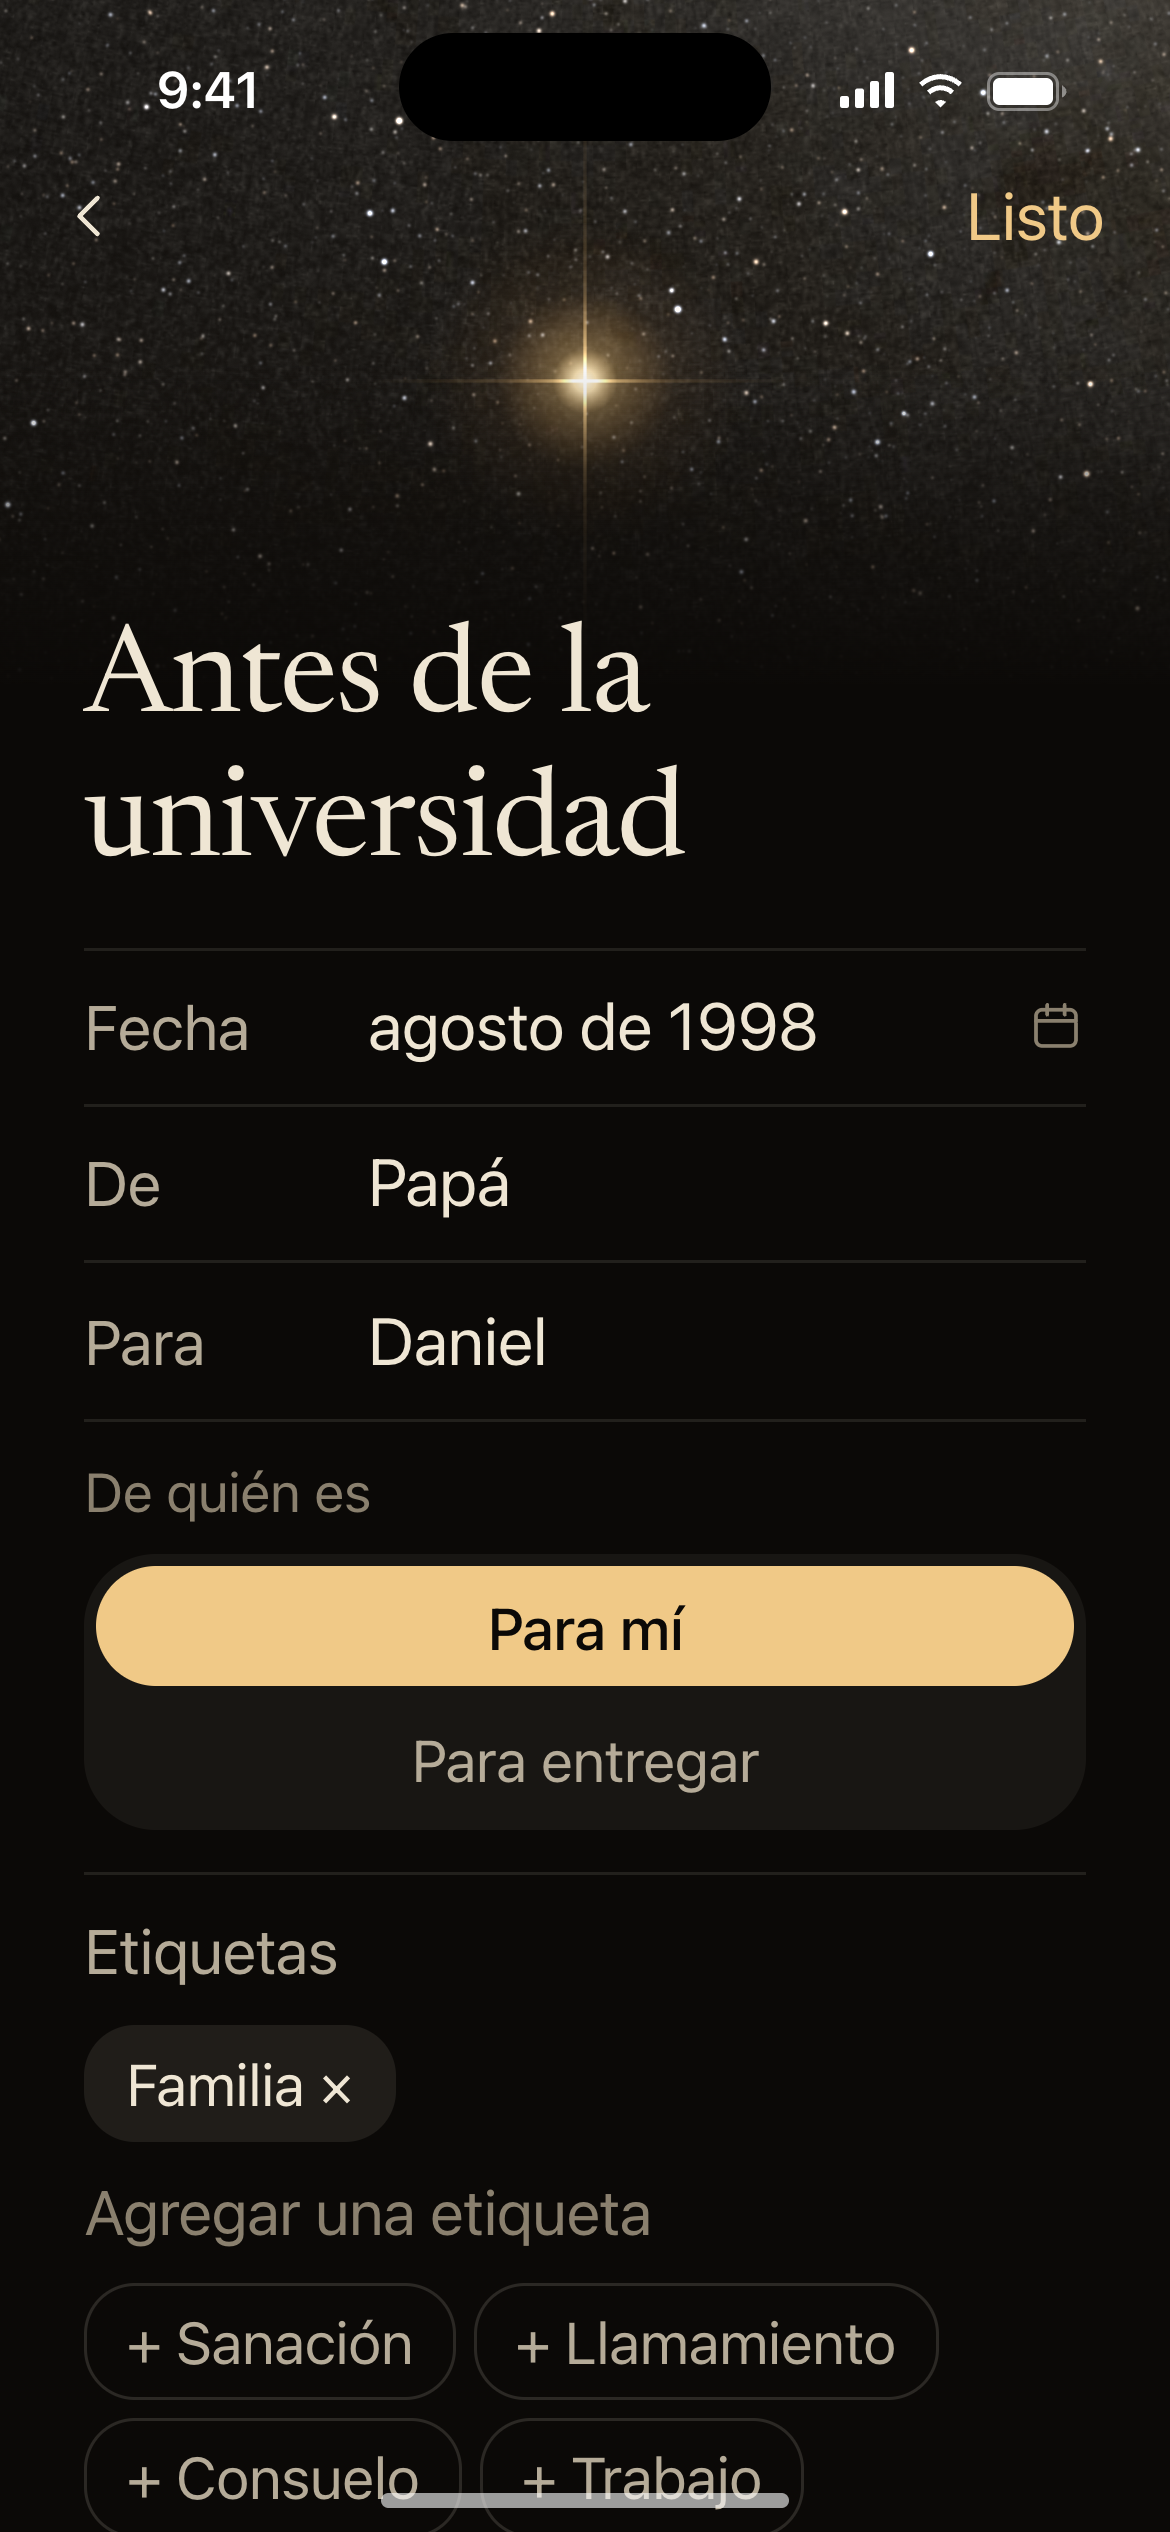 9:41
Listo
Antes de la
universidad
Fecha agosto de 1998
De Papá
Para Daniel
De quién es
Para mí
Para entregar
Etiquetas
Familia ×
Agregar una etiqueta
+ Sanación + Llamamiento
+ Consuelo + Trabajo